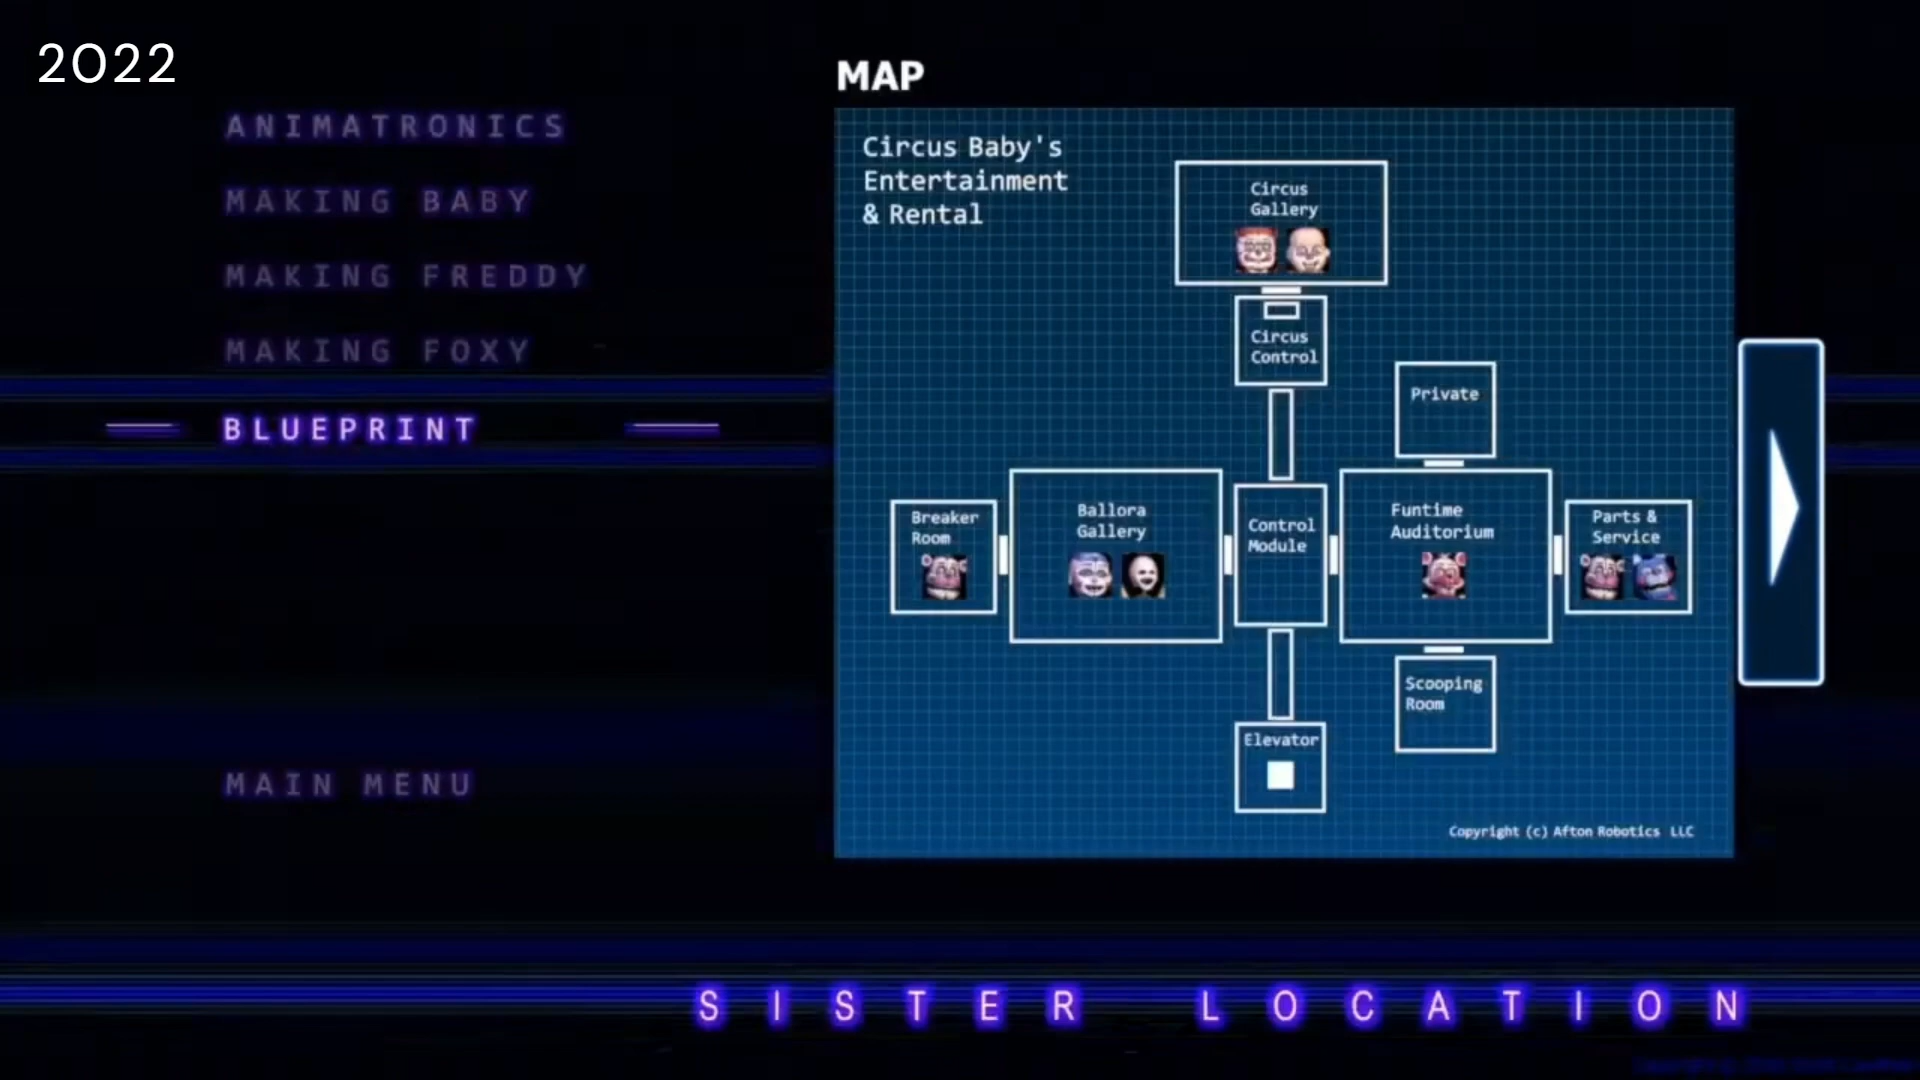 2022
ANIMATRONICS
MAKING BABY
MAKING FREDDY
MAKING FOXY
BLUEPRINT
MAIN MENU
MAP
Circus Baby's
Entertainment
& Rental
Circus
Gallery
Circus
Control
Private
Breaker
Room
Ballora
Gallery
Control
Module
Funtime
Auditorium
Parts &
Service
Scooping
Room
Elevator
Copyright (c) Afton Robotics LLC
SISTER LOCATION